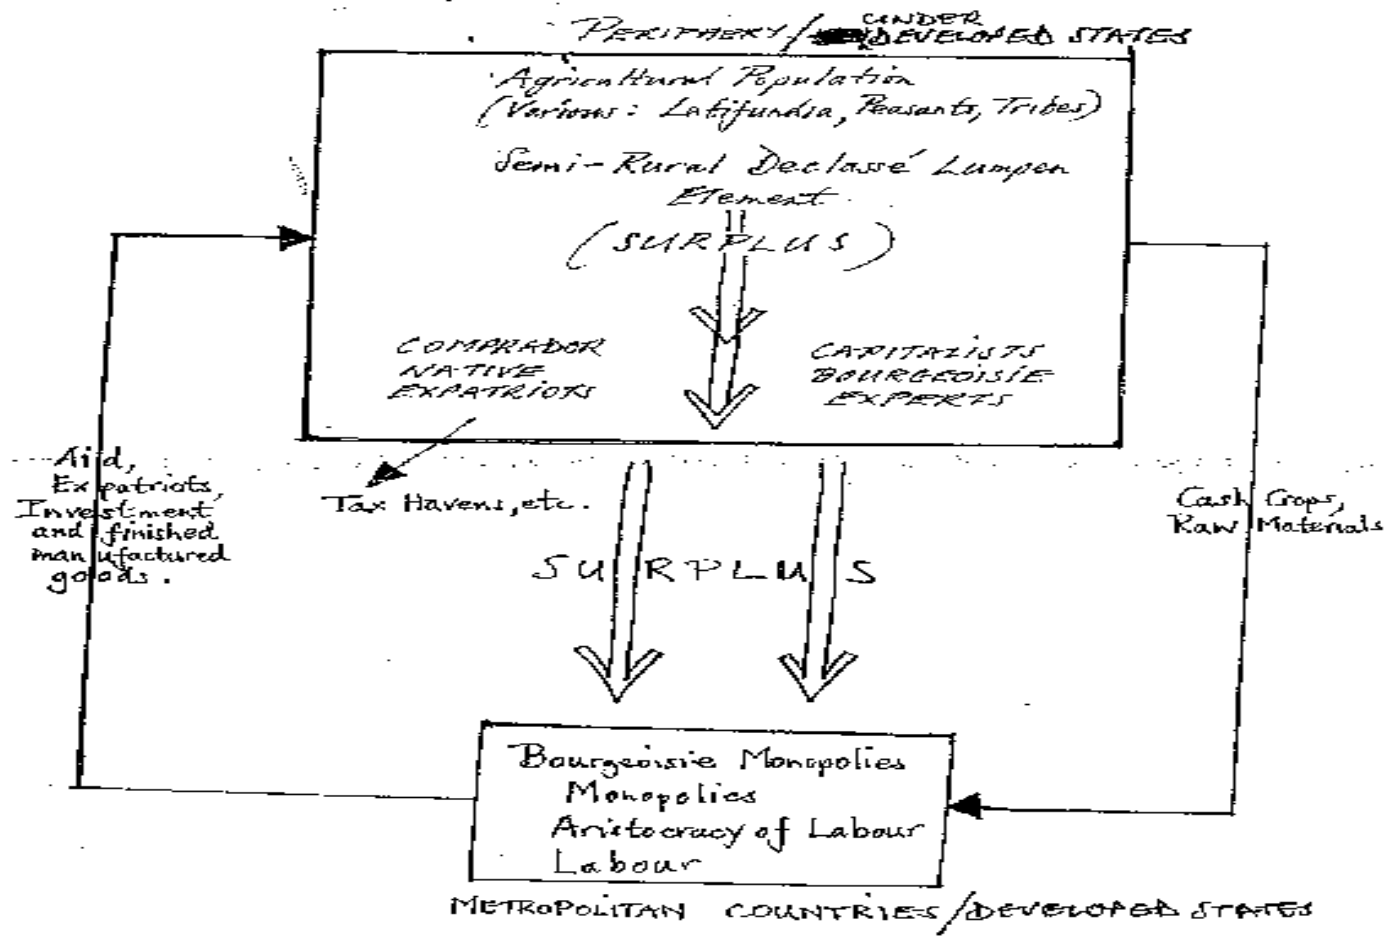 UNDER
PERIPHERY/DEVELOPED STATES
Agricultural Population
(Various: Latifundia, Peasants, Tribes)
Semi-Rural Declassé Lumpen
Element
(SURPLUS)
COMPRADOR
NATIVE
EXPATRIOTS
CAPITALISTS
BOURGEOISIE
EXPERTS
Aid,
Expatriots,
Investment
and finished
manufactured
goods.
Tax Havens, etc.
Cash Crops,
Raw Materials
SURPLUS
Bourgeoisie Monopolies
Monopolies
Aristocracy of Labour
Labour
METROPOLITAN COUNTRIES/DEVELOPED STATES